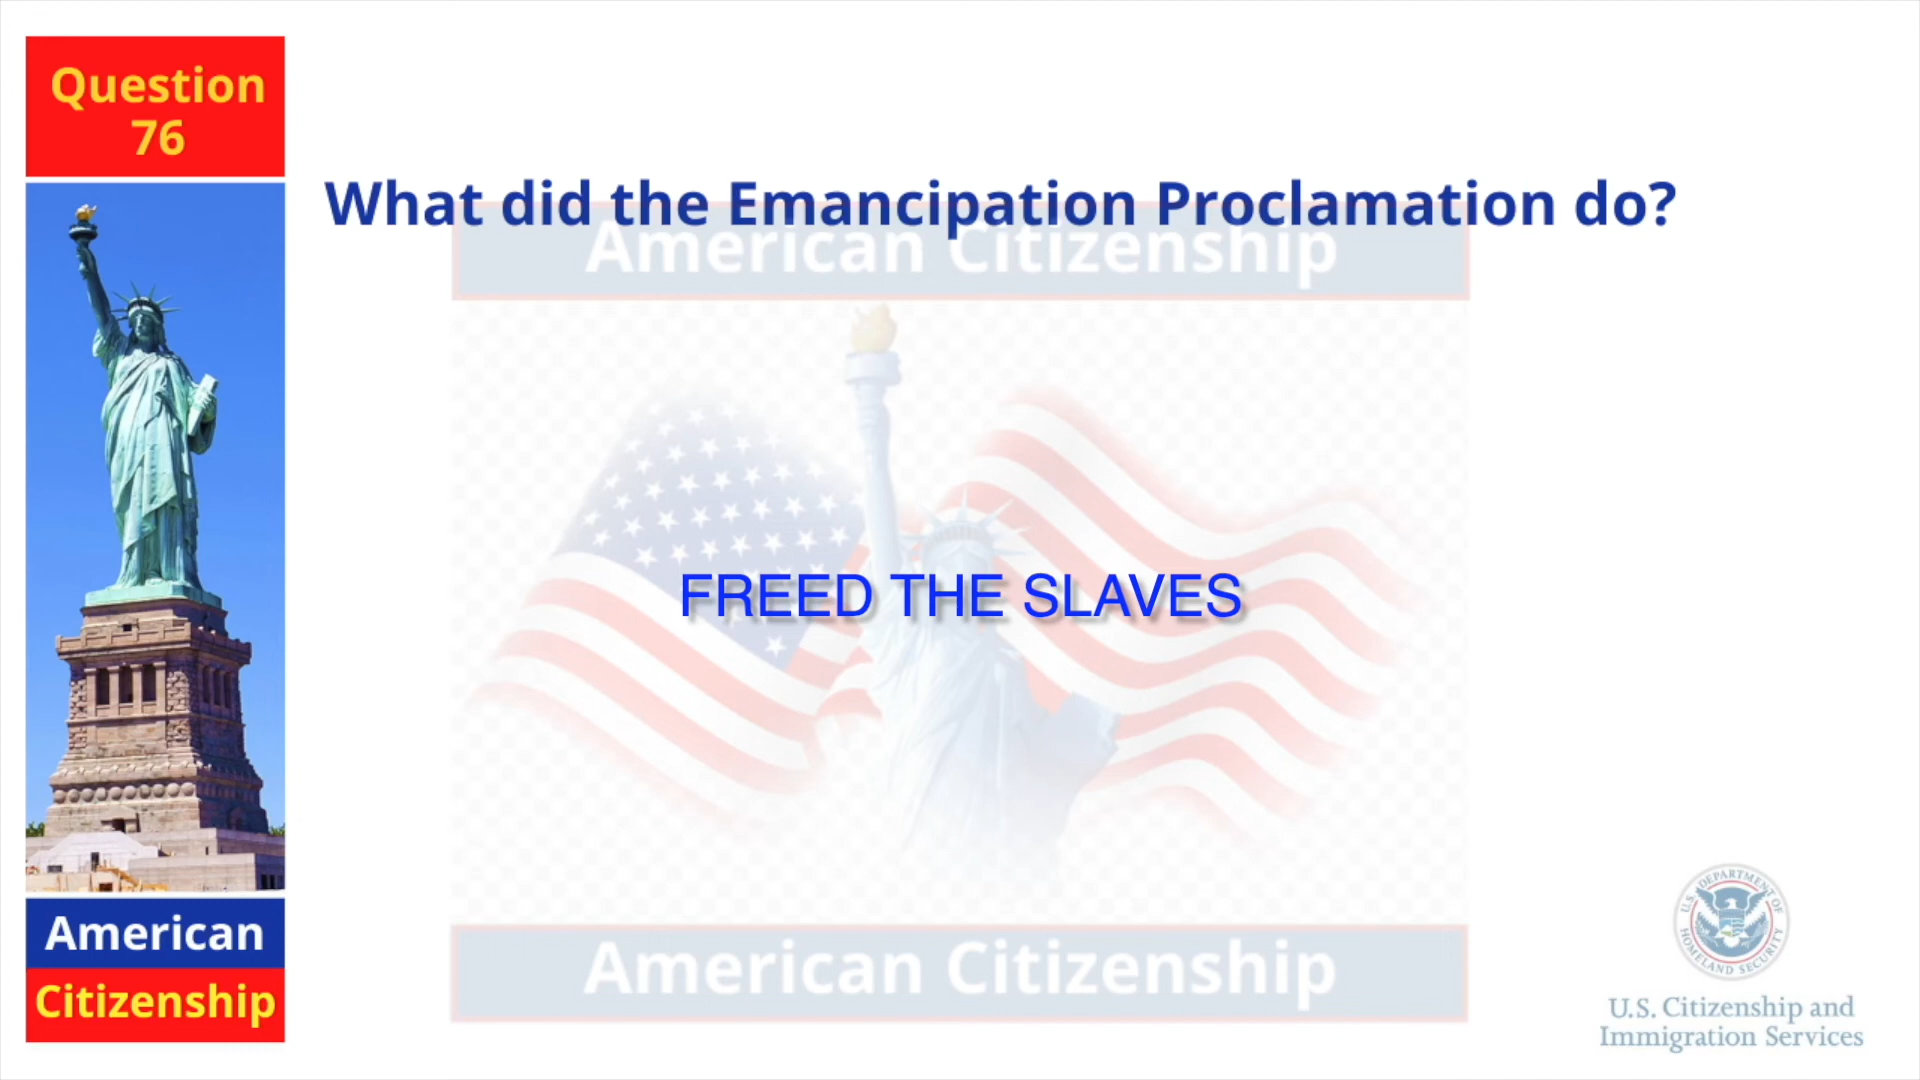 Question
76
What did the Emancipation Proclamation do?
American Citizenship
FREED THE SLAVES
American
Citizenship
American Citizenship
U.S. DEPARTMENT OF
HOMELAND SECURITY
U.S. Citizenship and
Immigration Services